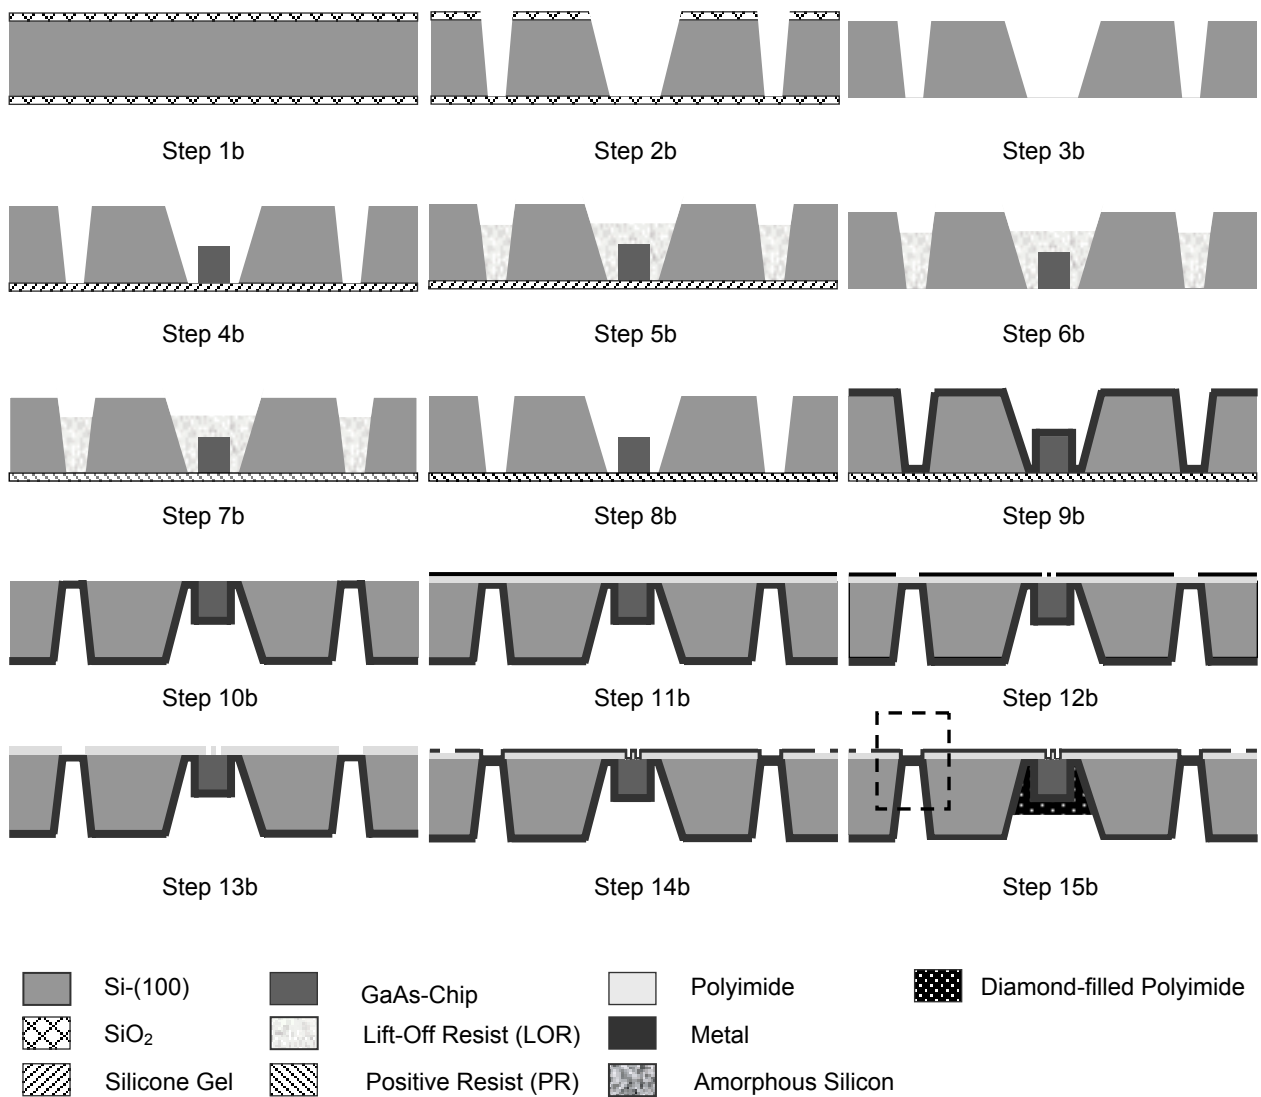 Step 1b
Step 2b
Step 3b
Step 4b
Step 5b
Step 6b
Step 7b
Step 8b
Step 9b
Step 10b
Step 11b
Step 12b
Step 13b
Step 14b
Step 15b
Si-(100)
GaAs-Chip
Polyimide
Diamond-filled Polyimide
SiO2
Lift-Off Resist (LOR)
Metal
Silicone Gel
Positive Resist (PR)
Amorphous Silicon